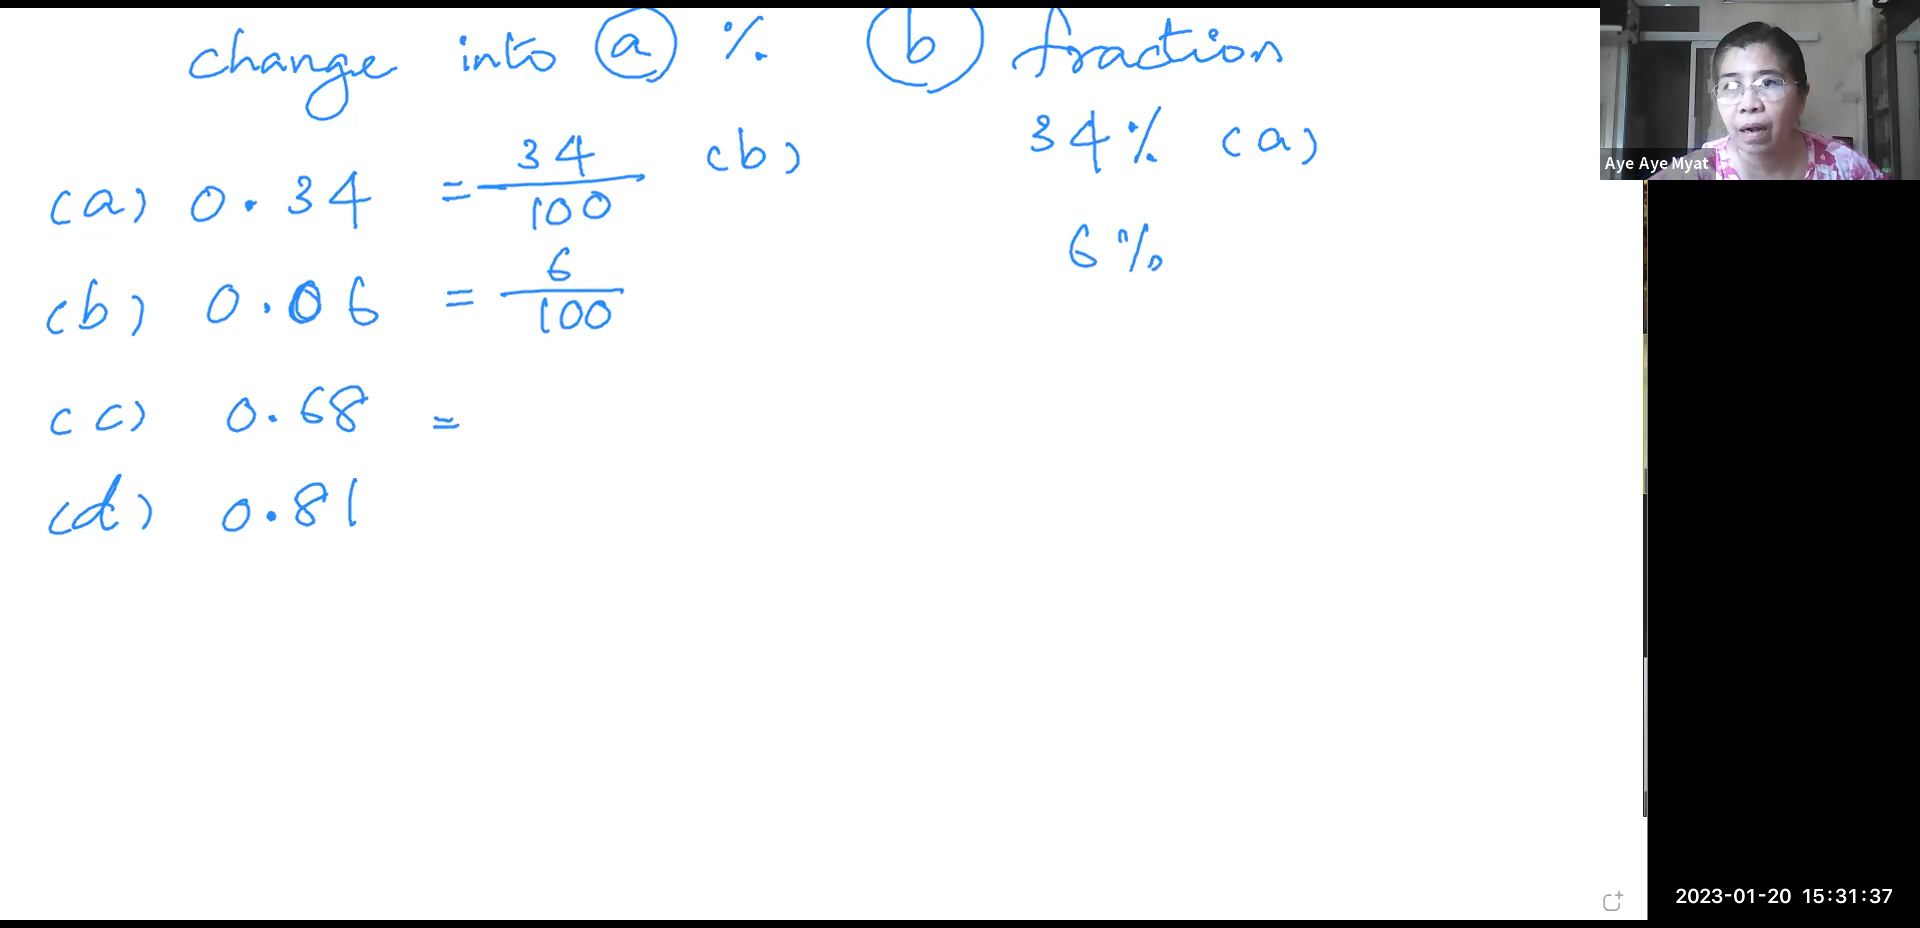 change into (a) % (b) fraction
(a) 0.34 = 34/100 (b) 34% (a)
(b) 0.06 = 6/100 6%
(c) 0.68 =
(d) 0.81
Aye Aye Myat
2023-01-20 15:31:37